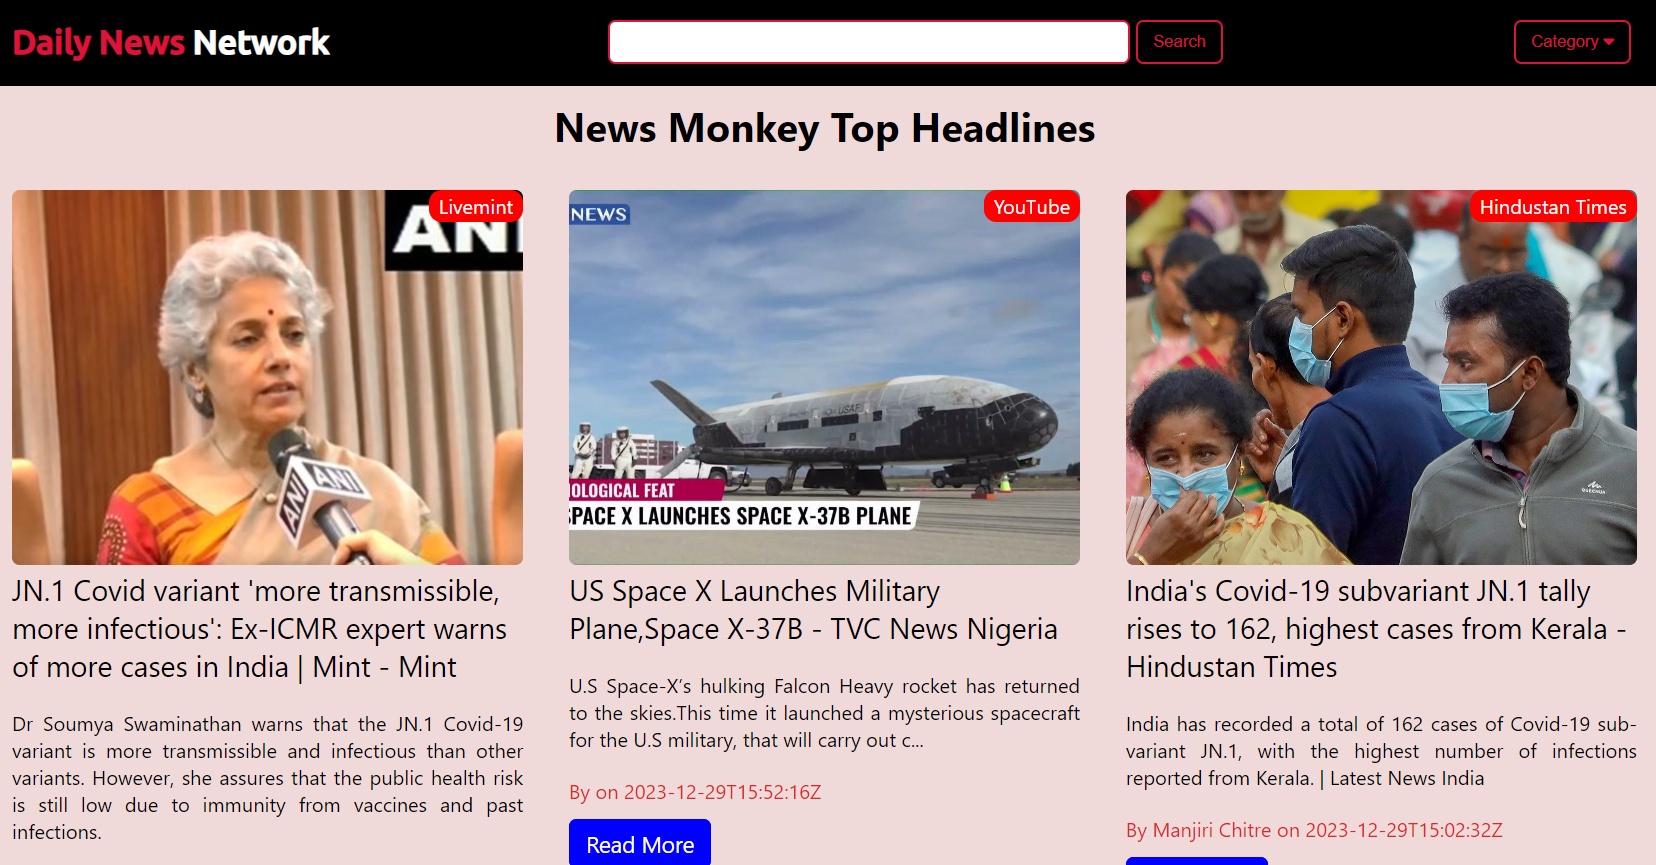 Daily News Network
Search
Category
News Monkey Top Headlines
Livemint
ANI
ANI
JN.1 Covid variant 'more transmissible,
more infectious': Ex-ICMR expert warns
of more cases in India | Mint - Mint
Dr Soumya Swaminathan warns that the JN.1 Covid-19
variant is more transmissible and infectious than other
variants. However, she assures that the public health risk
is still low due to immunity from vaccines and past
infections.
YouTube
NEWS
USAF
OLOGICAL FEAT
SPACE X LAUNCHES SPACE X-37B PLANE
US Space X Launches Military
Plane,Space X-37B - TVC News Nigeria
U.S Space-X’s hulking Falcon Heavy rocket has returned
to the skies.This time it launched a mysterious spacecraft
for the U.S military, that will carry out c...
By on 2023-12-29T15:52:16Z
Read More
Hindustan Times
QUECHUA
India's Covid-19 subvariant JN.1 tally
rises to 162, highest cases from Kerala -
Hindustan Times
India has recorded a total of 162 cases of Covid-19 sub-
variant JN.1, with the highest number of infections
reported from Kerala. | Latest News India
By Manjiri Chitre on 2023-12-29T15:02:32Z